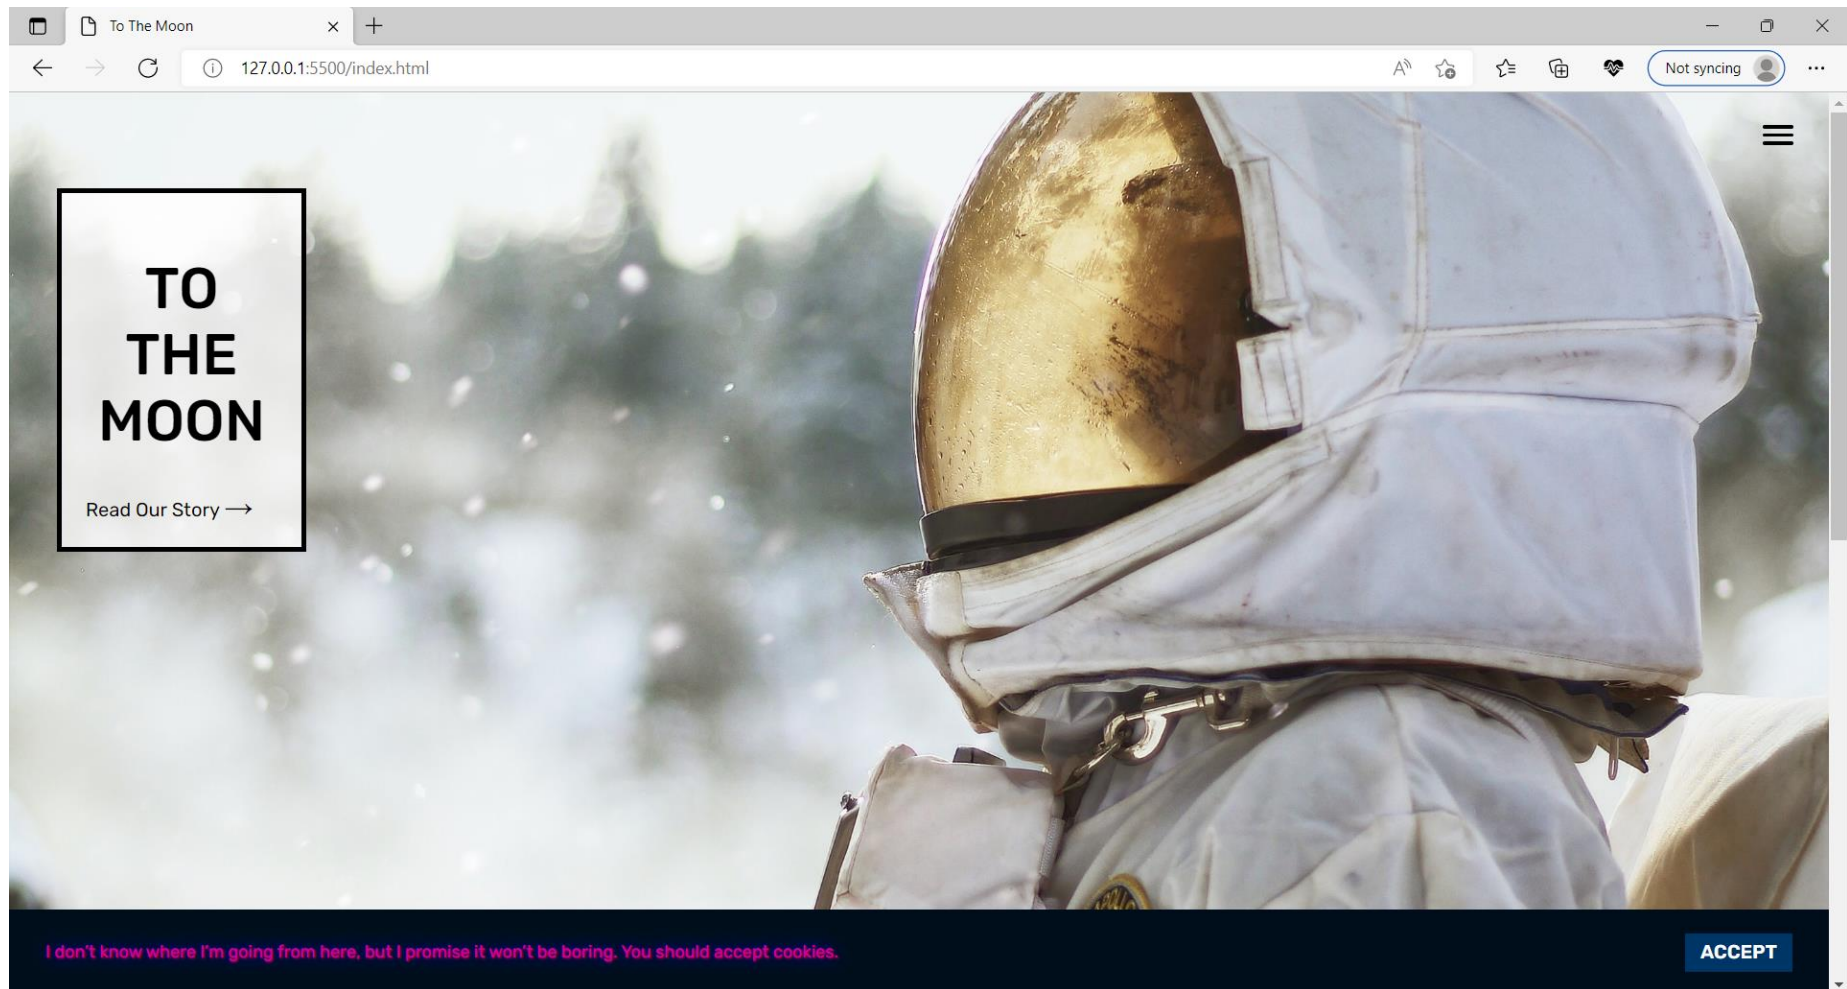 To The Moon
127.0.0.1:5500/index.html
Not syncing
TO
THE
MOON
Read Our Story →
I don't know where I'm going from here, but I promise it won't be boring. You should accept cookies.
ACCEPT